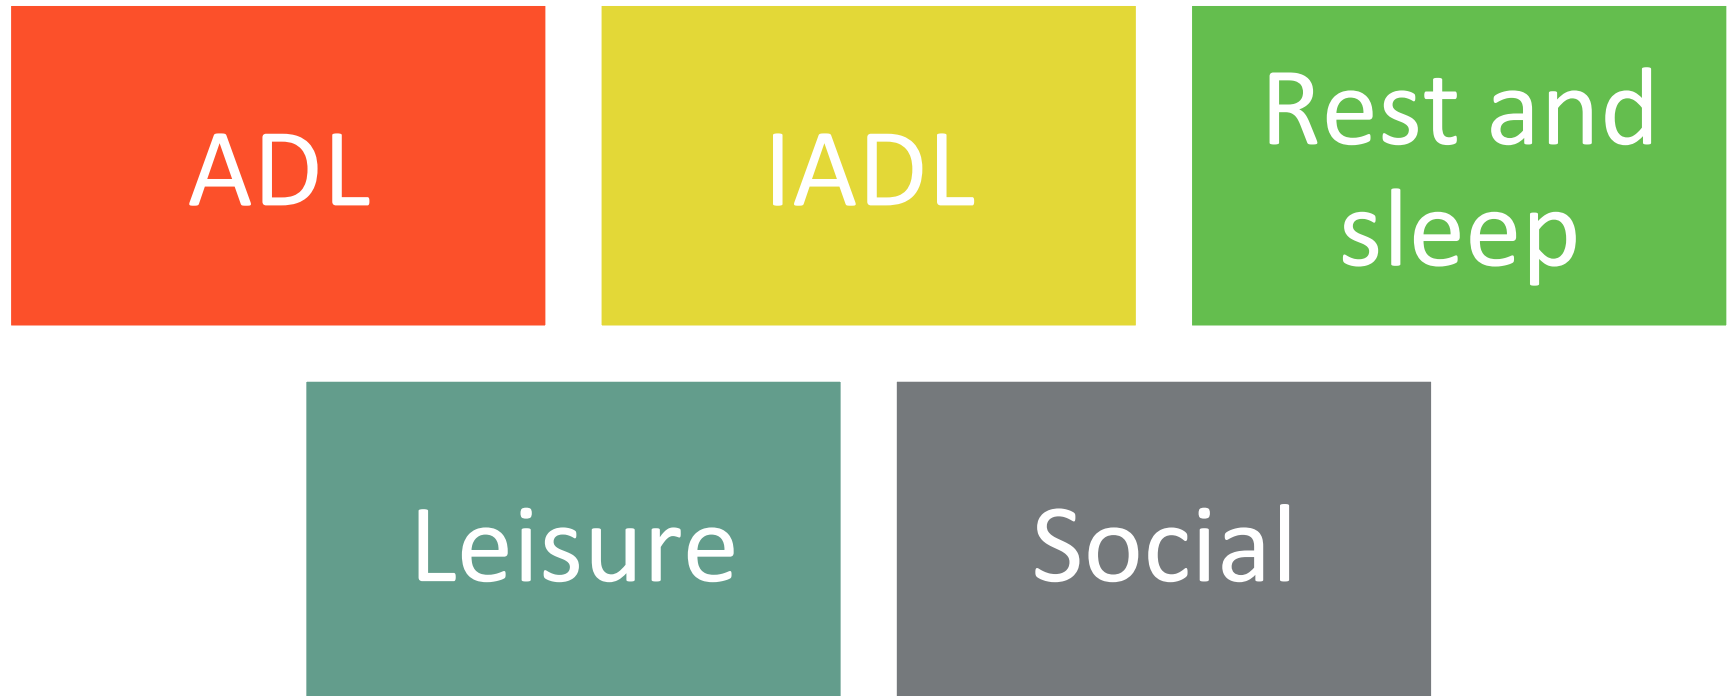 ADL
IADL
Rest and
sleep
Leisure
Social